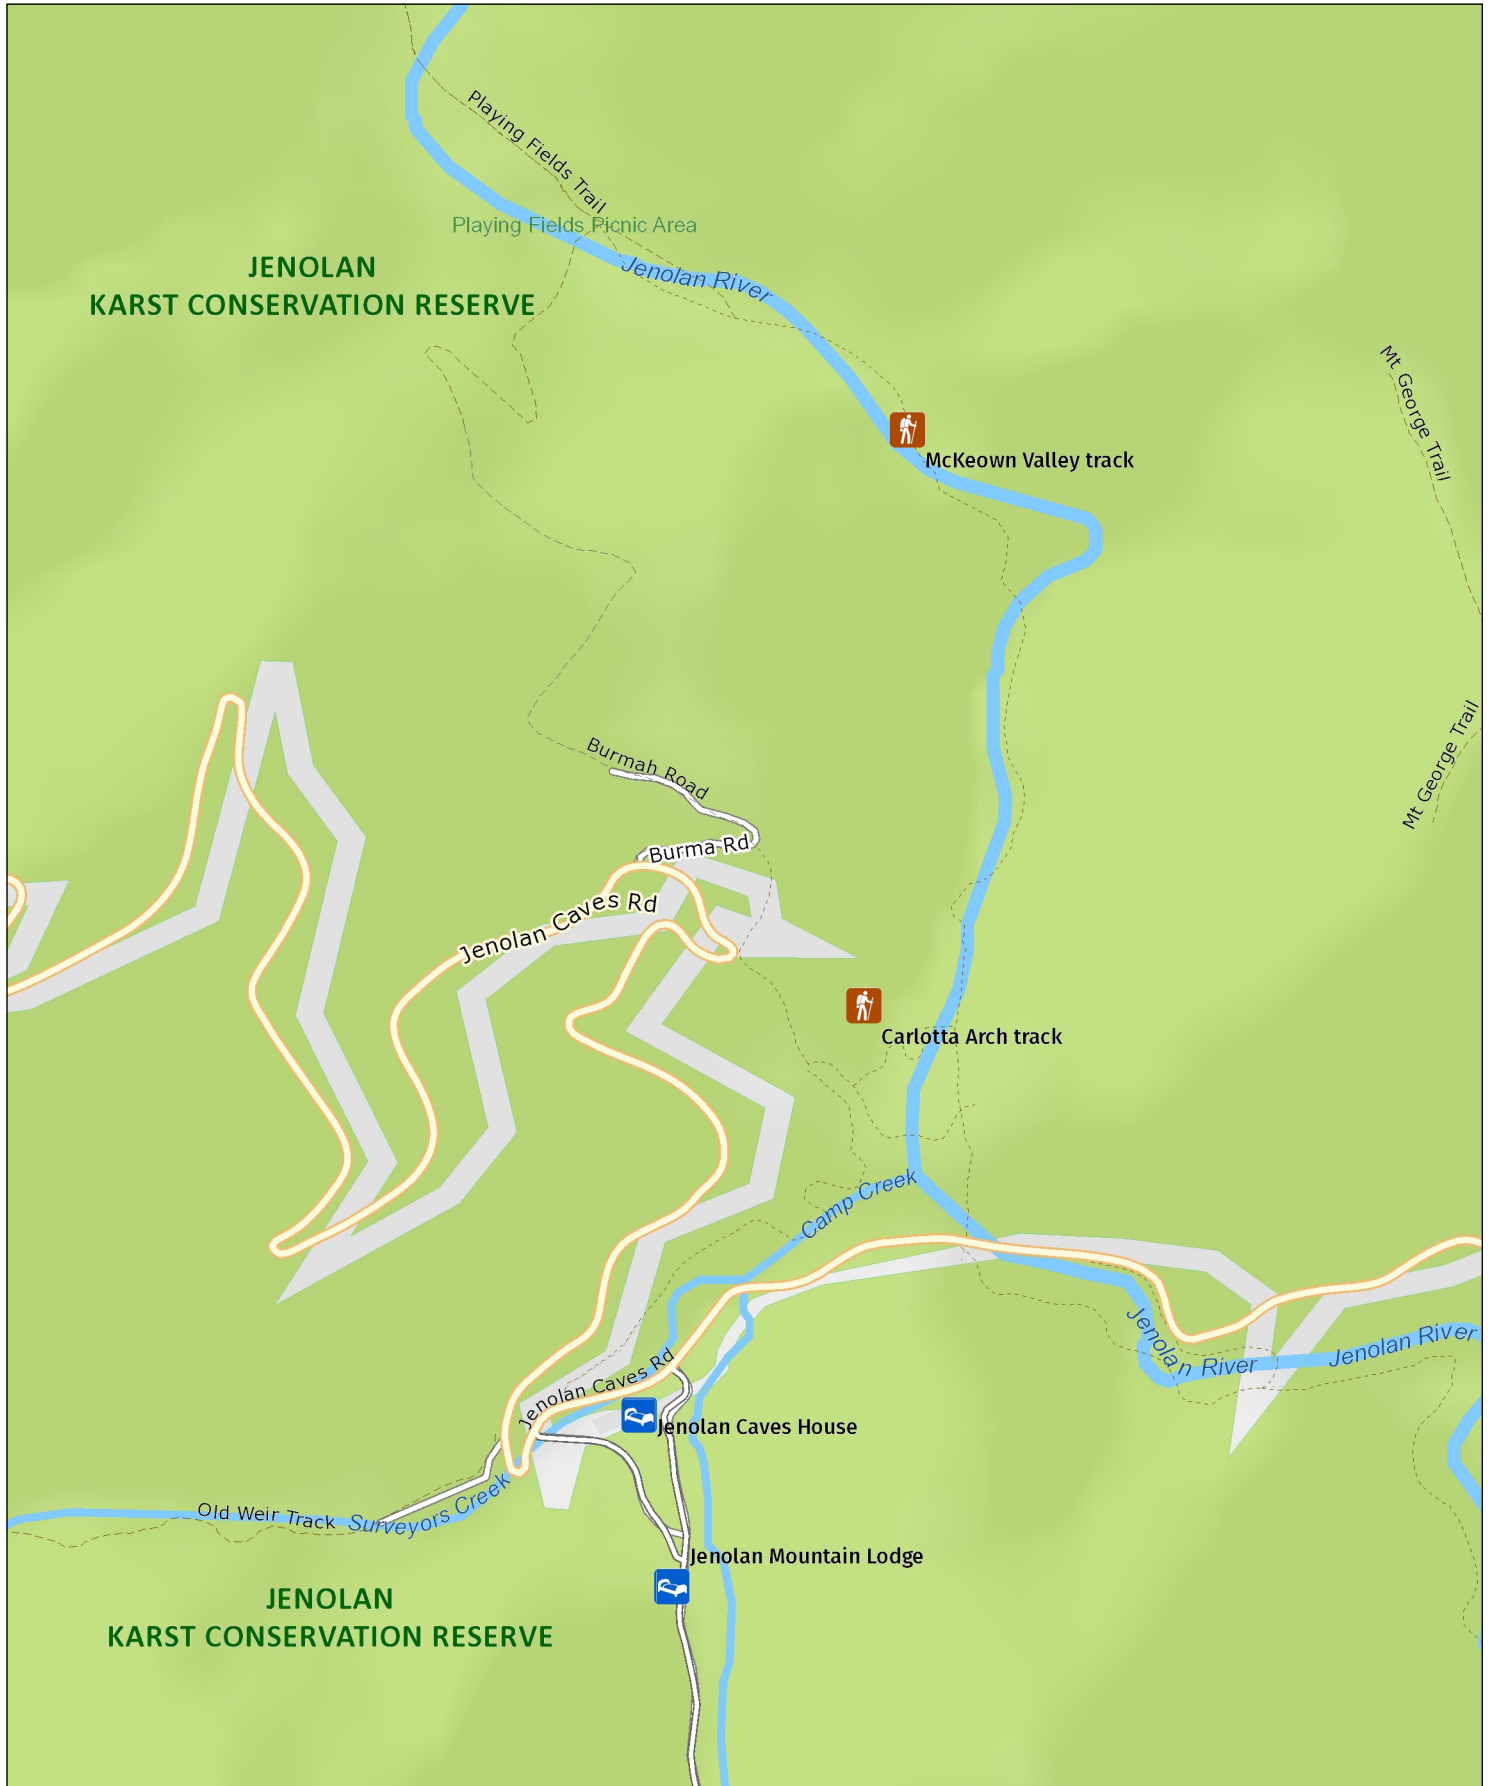 Playing Fields Trail
Playing Fields Picnic Area
JENOLAN
KARST CONSERVATION RESERVE
Jenolan River
Mt George Trail
McKeown Valley track
Mt George Trail
Burmah Road
Burma Rd
Jenolan Caves Rd
Carlotta Arch track
Camp Creek
Jenolan River
Jenolan River
Jenolan Caves Rd
Jenolan Caves House
Old Weir Track
Surveyors Creek
Jenolan Mountain Lodge
JENOLAN
KARST CONSERVATION RESERVE